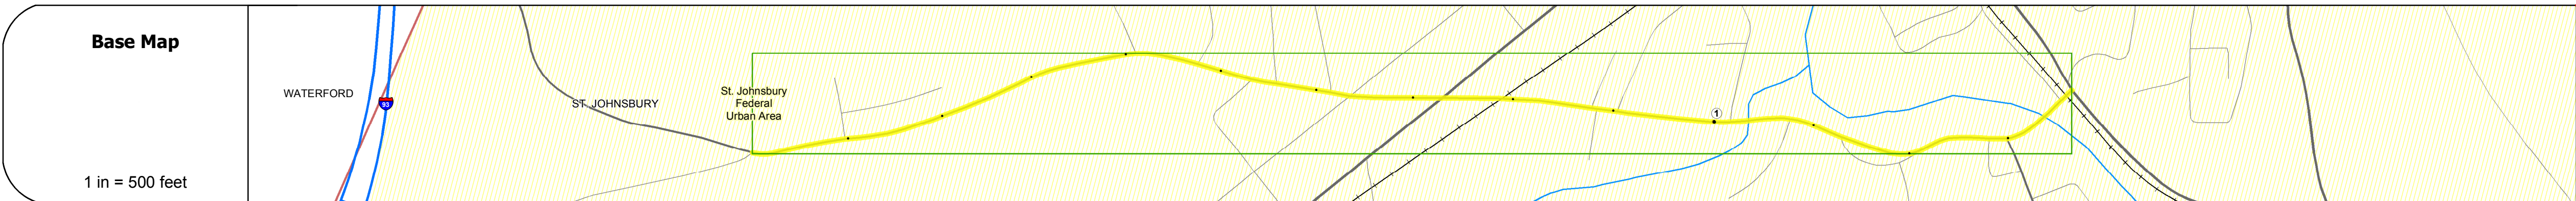 Base Map
1 in = 500 feet
WATERFORD
93
ST. JOHNSBURY
St. Johnsbury
Federal
Urban Area
1